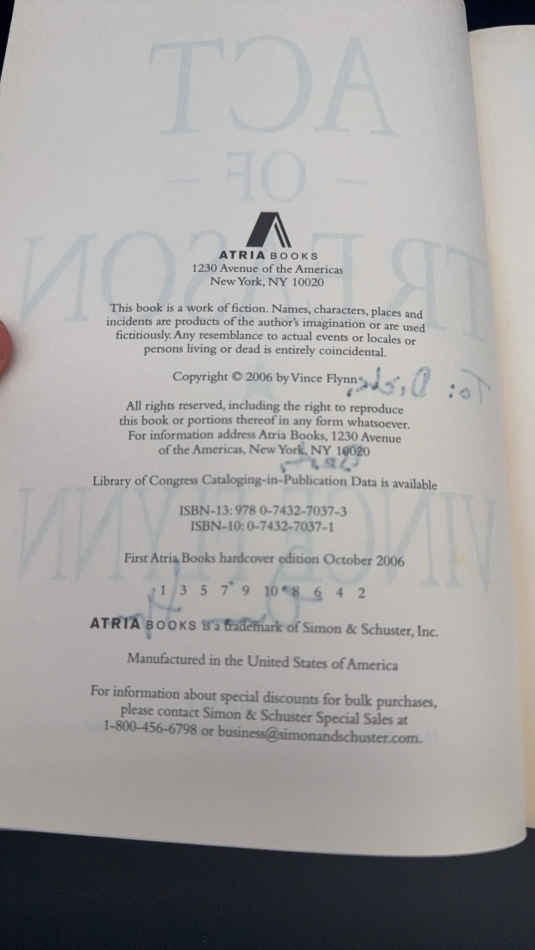 ACT
- OF -
TREASON
ATRIA BOOKS
1230 Avenue of the Americas
New York, NY 10020
This book is a work of fiction. Names, characters, places and
incidents are products of the author's imagination or are used
fictitiously. Any resemblance to actual events or locales or
persons living or dead is entirely coincidental.
Copyright © 2006 by Vince Flynn
To: Dick,
All rights reserved, including the right to reproduce
this book or portions thereof in any form whatsoever.
For information address Atria Books, 1230 Avenue
of the Americas, New York, NY 10020
Library of Congress Cataloging-in-Publication Data is available
VINCE FLYNN
ISBN-13: 978 0-7432-7037-3
ISBN-10: 0-7432-7037-1
First Atria Books hardcover edition October 2006
1 3 5 7 9 10 8 6 4 2
ATRIA BOOKS is a trademark of Simon & Schuster, Inc.
Manufactured in the United States of America
For information about special discounts for bulk purchases,
please contact Simon & Schuster Special Sales at
1-800-456-6798 or business@simonandschuster.com.